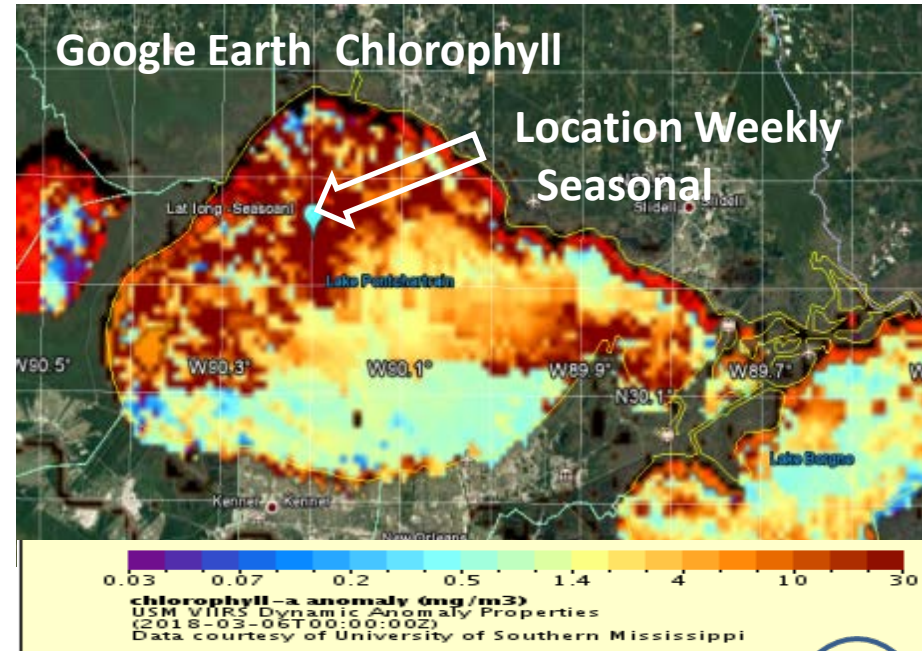 Google Earth Chlorophyll
Location Weekly
Seasonal
Slidell Slidell
Lat long -Seasoanl
Lake Pontchartrain
W90.5°
W90.3°
W90.1°
W89.9°
W89.7°
N30.1°
Lake Borgne
Kenner Kenner
New Orleans
0.03 0.07 0.2 0.5 1.4 4 10 30
chlorophyll-a anomaly (mg/m3)
USM VIIRS Dynamic Anomaly Properties
(2018-03-06T00:00:00Z)
Data courtesy of University of Southern Mississippi